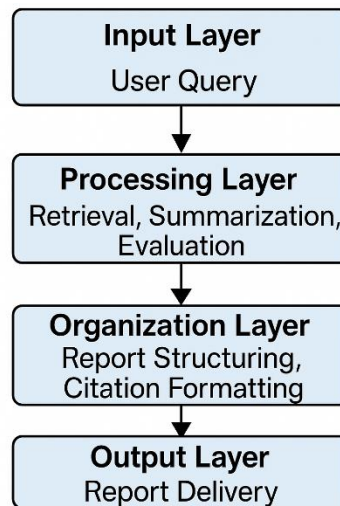 Input Layer
User Query
Processing Layer
Retrieval, Summarization,
Evaluation
Organization Layer
Report Structuring,
Citation Formatting
Output Layer
Report Delivery